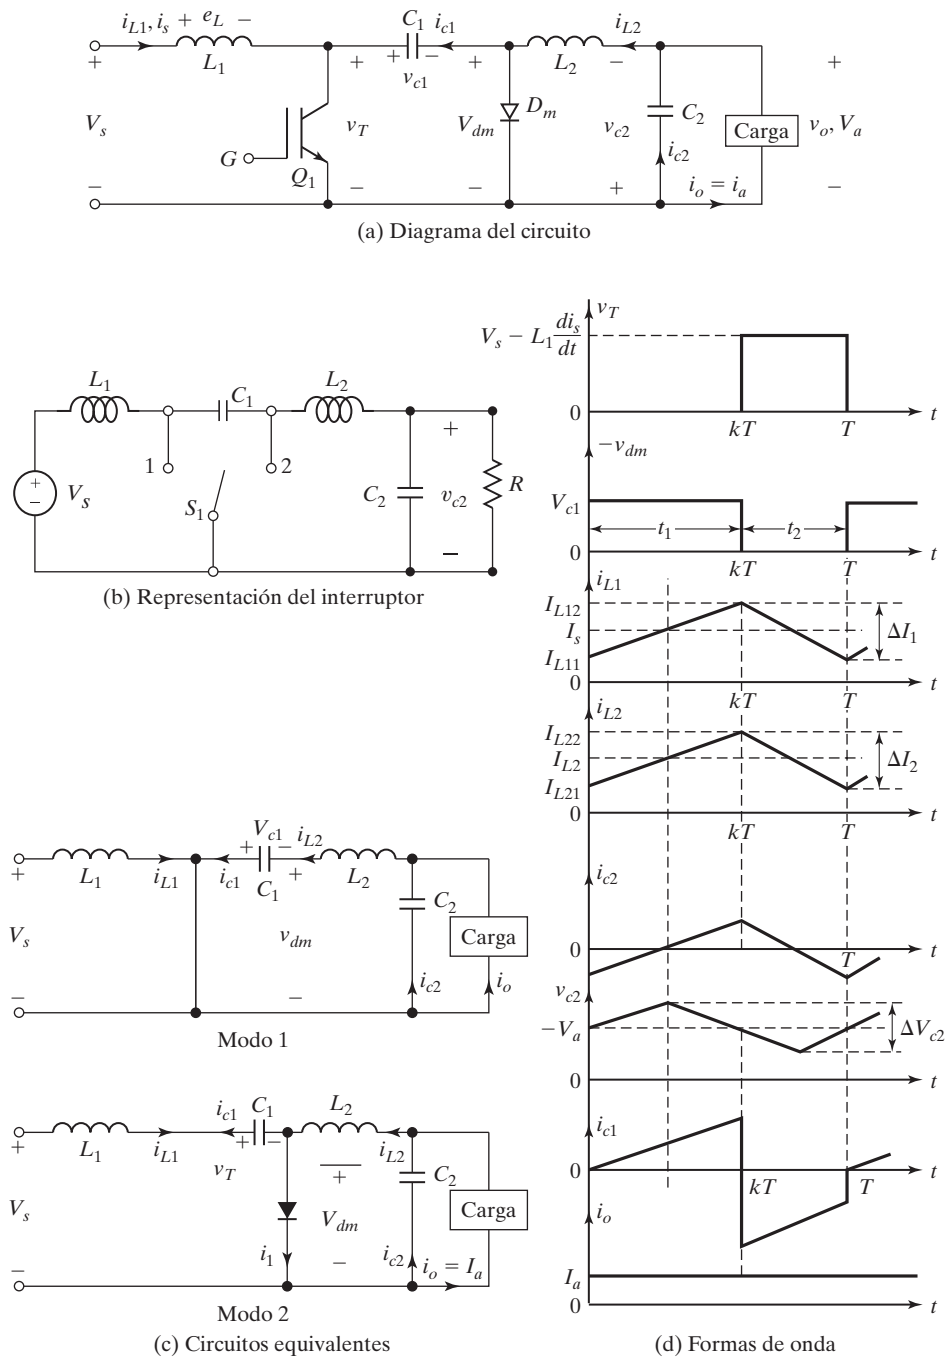 i_{L1}, i_s + e_L −
L_1
C_1
i_{c1}
i_{L2}
+ −
v_{c1}
L_2
+ + + − +
V_s
v_T
V_{dm}
D_m
v_{c2}
C_2
Carga
v_o, V_a
G
Q_1
i_{c2}
− − − + −
i_o = i_a
(a) Diagrama del circuito
L_1
C_1
L_2
1
2
+
−
V_s
S_1
C_2
+
v_{c2}
−
R
(b) Representación del interruptor
V_{c1}
+ −
i_{L2}
+
L_1
i_{L1}
i_{c1}
C_1
+
L_2
C_2
V_s
v_{dm}
Carga
i_{c2}
i_o
−
−
Modo 1
i_{c1}
C_1
L_2
+
L_1
i_{L1}
+ −
i_{L2}
v_T
+
C_2
V_s
V_{dm}
Carga
i_1
−
i_{c2}
i_o = I_a
−
Modo 2
(c) Circuitos equivalentes
v_T
V_s − L_1 di_s/dt
0
kT
T
t
−v_{dm}
V_{c1}
t_1
t_2
0
kT
T
t
i_{L1}
I_{L12}
I_s
I_{L11}
ΔI_1
0
kT
T
t
i_{L2}
I_{L22}
I_{L2}
I_{L21}
ΔI_2
0
kT
T
t
i_{c2}
0
T
t
v_{c2}
−V_a
ΔV_{c2}
0
t
i_{c1}
0
kT
T
t
i_o
I_a
0
t
(d) Formas de onda